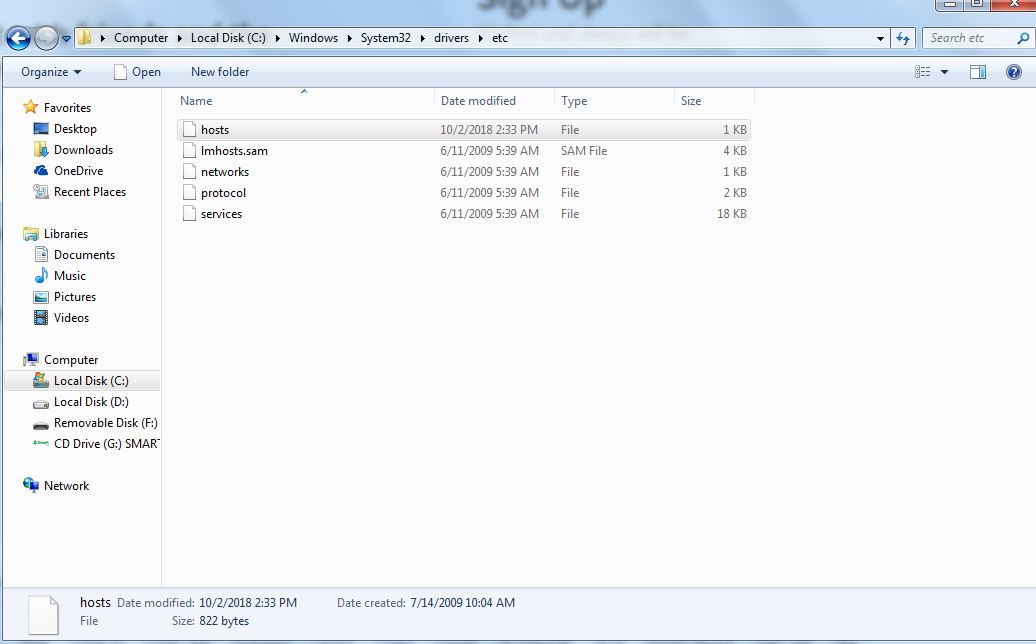 Sign Up
Computer Local Disk (C:) Windows System32 drivers etc Search etc
Organize Open New folder
Name Date modified Type Size
Favorites
Desktop
Downloads
OneDrive
Recent Places
Libraries
Documents
Music
Pictures
Videos
Computer
Local Disk (C:)
Local Disk (D:)
Removable Disk (F:)
CD Drive (G:) SMART
Network
hosts 10/2/2018 2:33 PM File 1 KB
lmhosts.sam 6/11/2009 5:39 AM SAM File 4 KB
networks 6/11/2009 5:39 AM File 1 KB
protocol 6/11/2009 5:39 AM File 2 KB
services 6/11/2009 5:39 AM File 18 KB
hosts Date modified: 10/2/2018 2:33 PM Date created: 7/14/2009 10:04 AM
File Size: 822 bytes